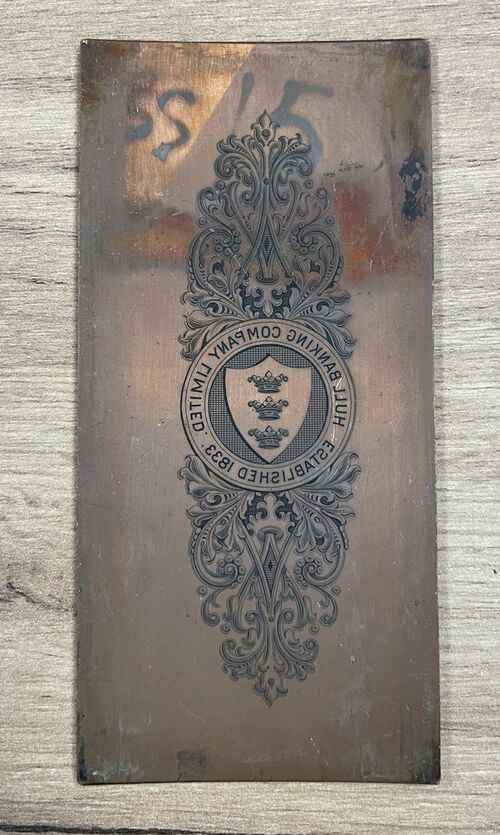 HULL BANKING COMPANY LIMITED ·
ESTABLISHED 1833 ·